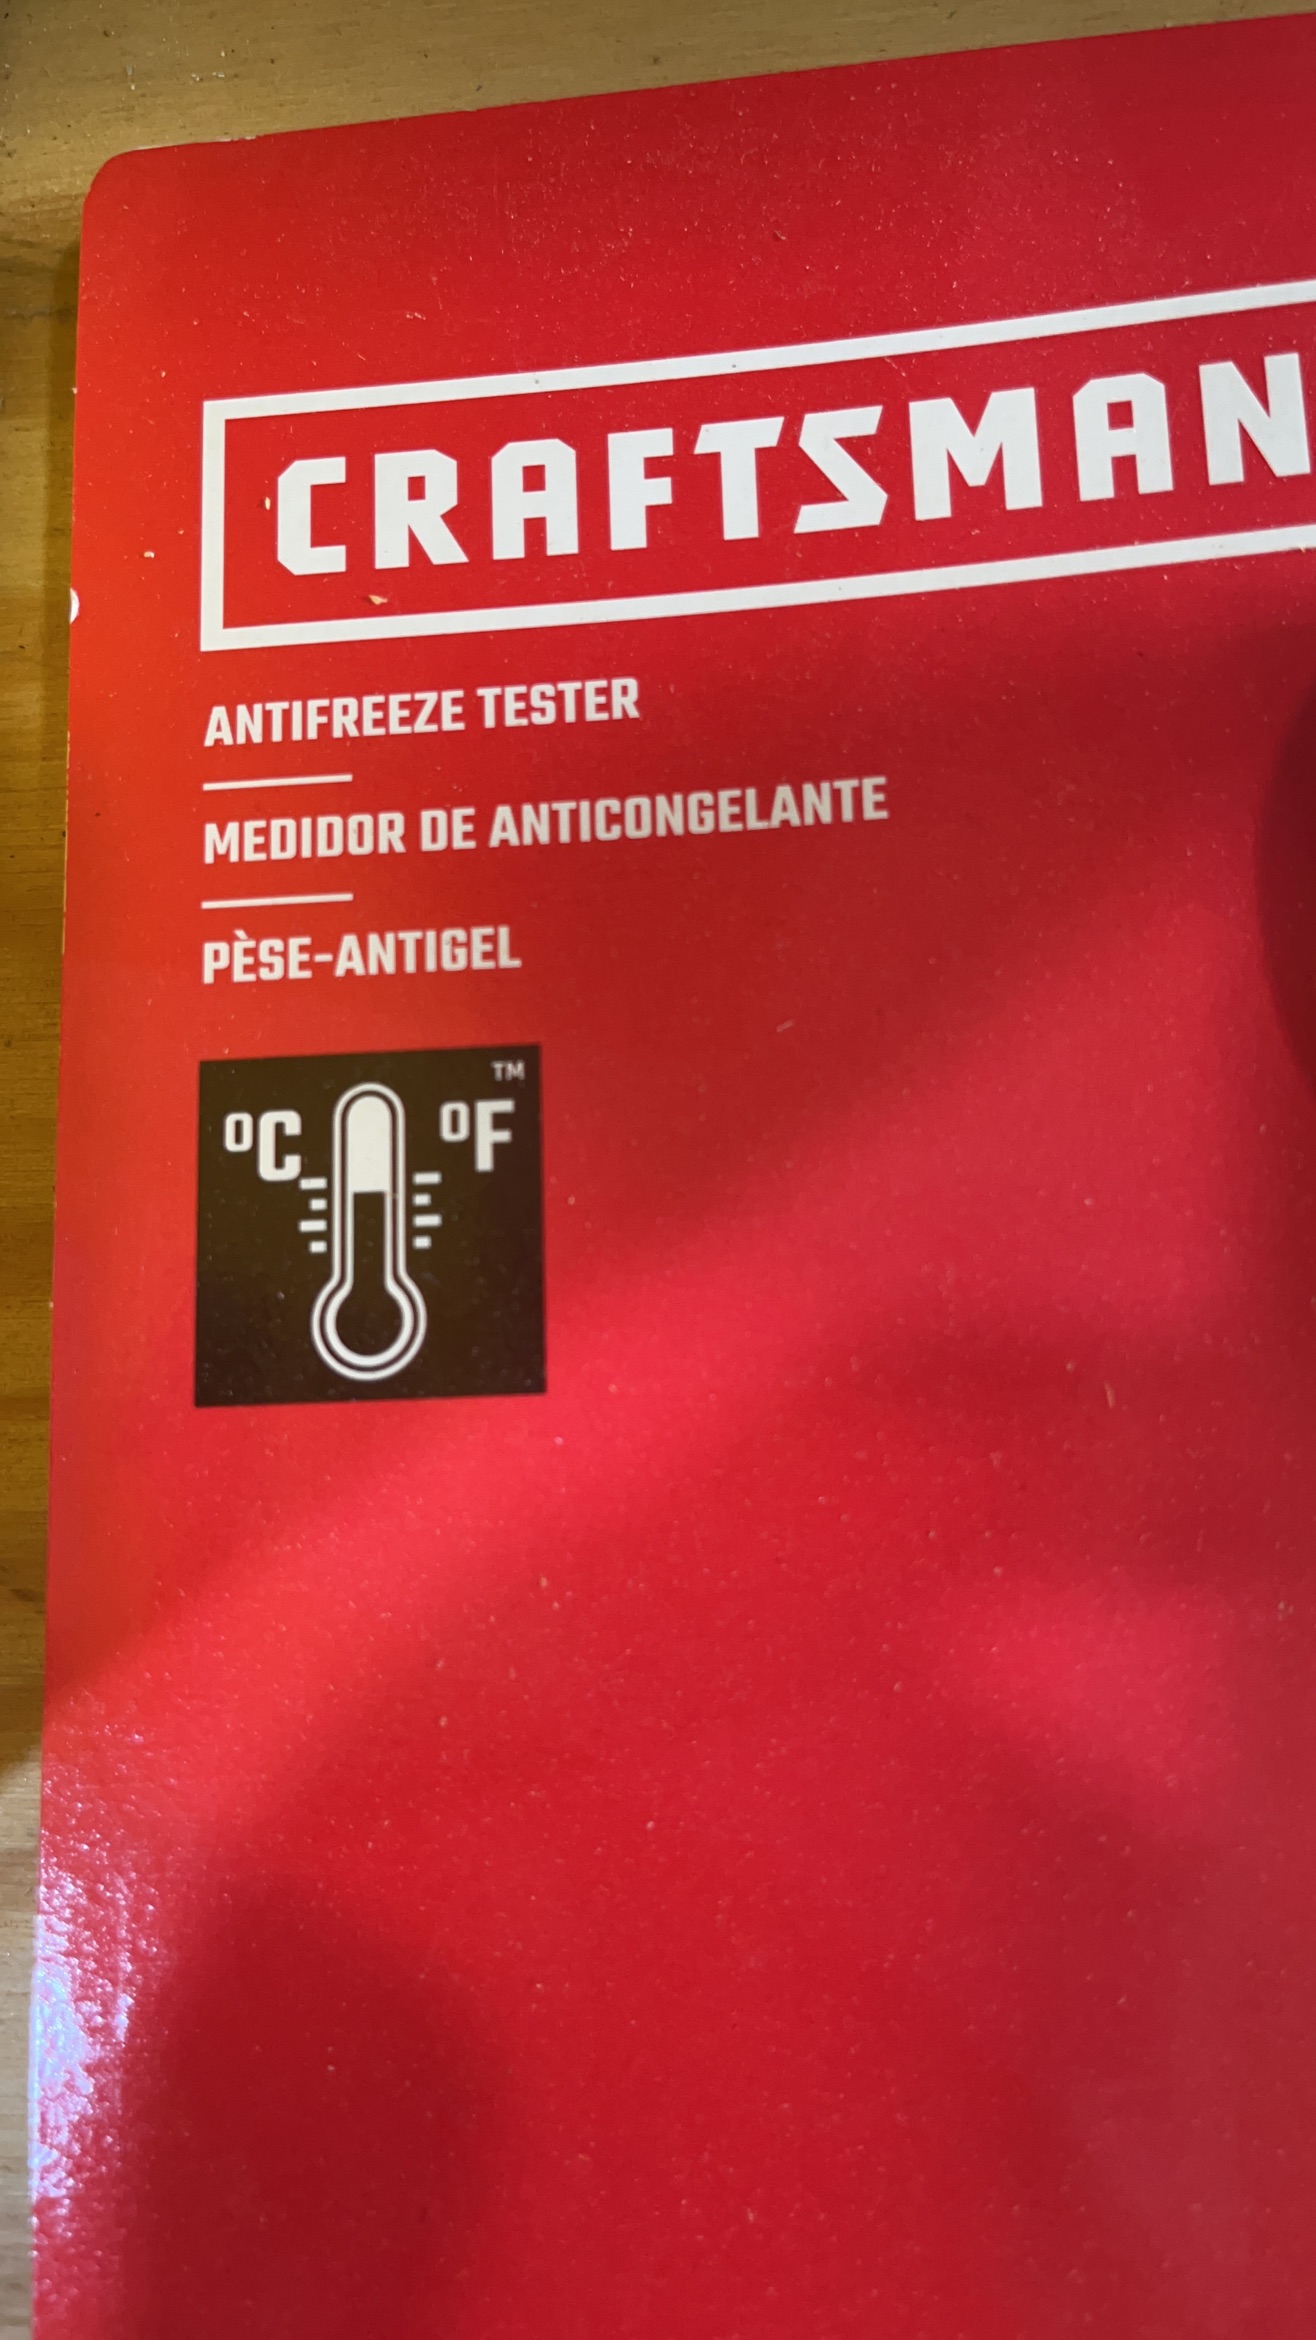 CRAFTSMAN
ANTIFREEZE TESTER
MEDIDOR DE ANTICONGELANTE
PÈSE-ANTIGEL
™
°C °F